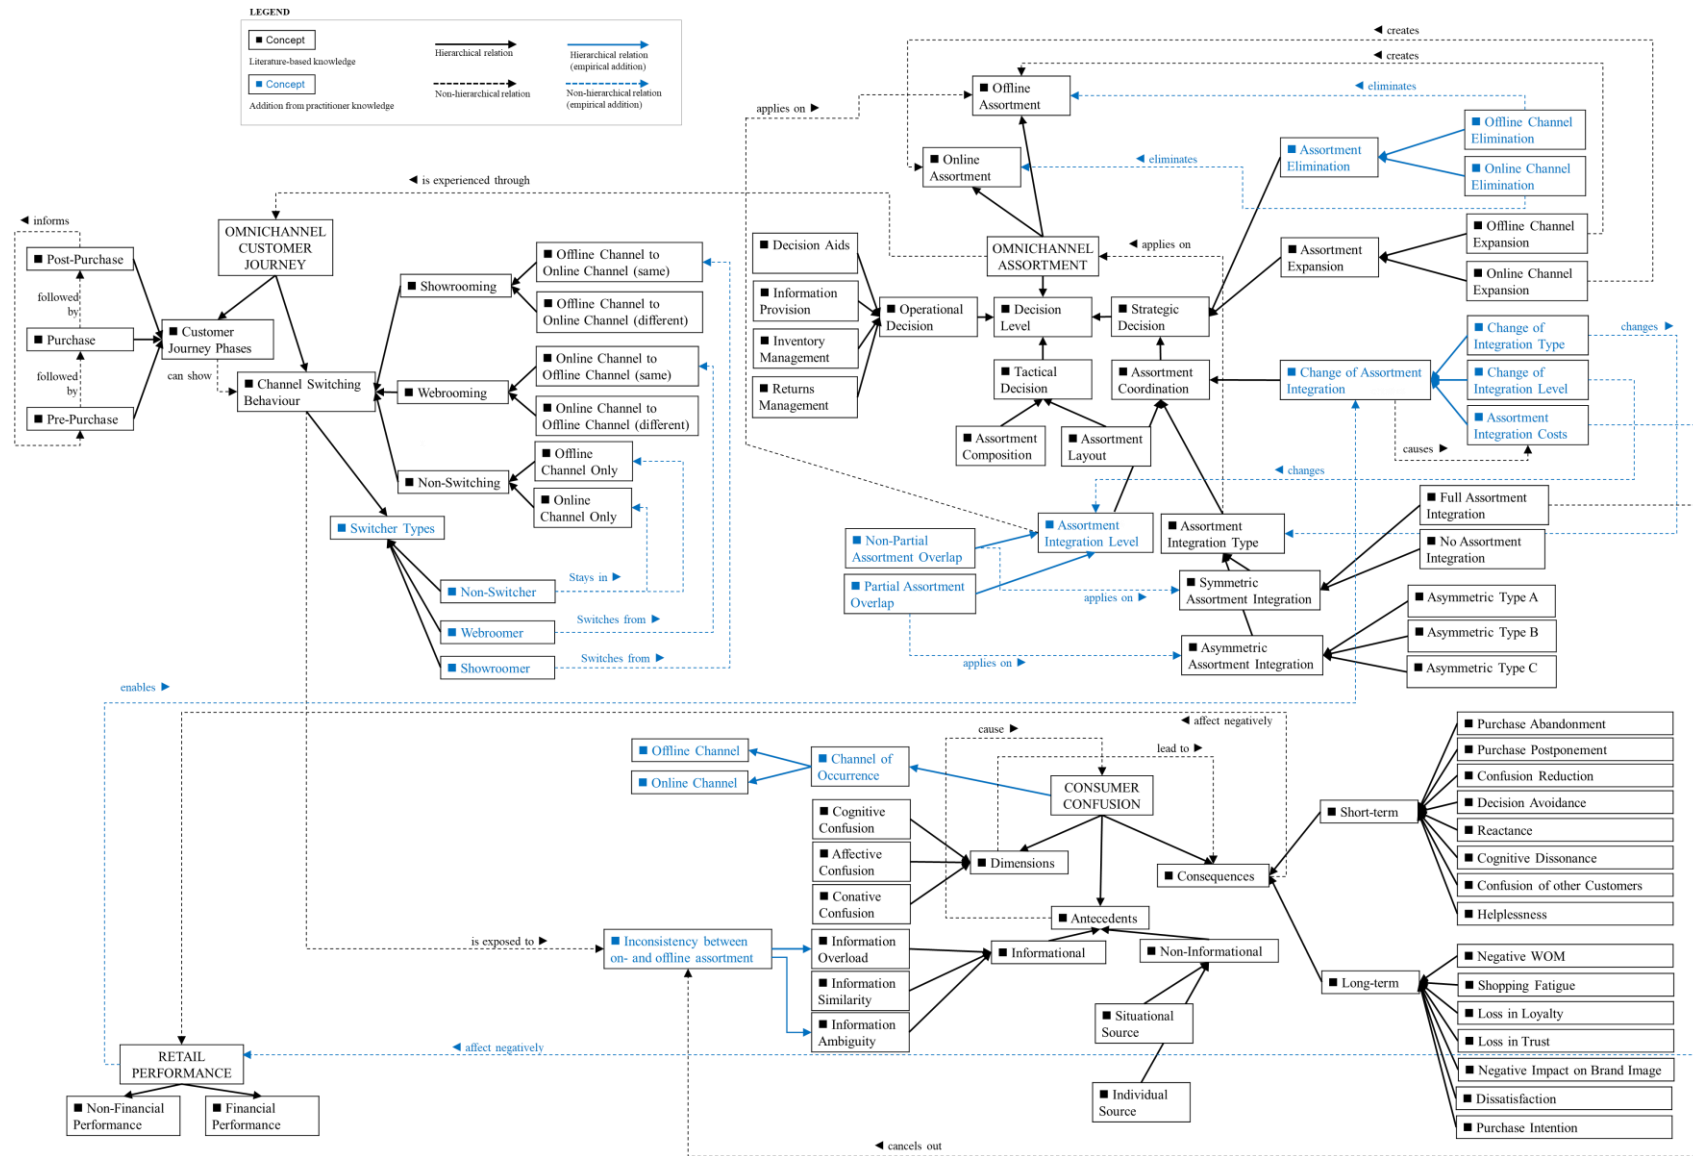 LEGEND
■ Concept
Literature-based knowledge
■ Concept
Addition from practitioner knowledge
Hierarchical relation
Non-hierarchical relation
Hierarchical relation
(empirical addition)
Non-hierarchical relation
(empirical addition)
◄ creates
◄ creates
◄ eliminates
applies on ►
■ Offline
Assortment
■ Online
Assortment
◄ eliminates
■ Assortment
Elimination
■ Offline Channel
Elimination
■ Online Channel
Elimination
◄ is experienced through
◄ informs
OMNICHANNEL
CUSTOMER
JOURNEY
■ Post-Purchase
followed
by
■ Purchase
followed
by
■ Pre-Purchase
■ Customer
Journey Phases
can show
■ Channel Switching
Behaviour
■ Showrooming
■ Offline Channel to
Online Channel (same)
■ Offline Channel to
Online Channel (different)
■ Webrooming
■ Online Channel to
Offline Channel (same)
■ Online Channel to
Offline Channel (different)
■ Non-Switching
■ Offline
Channel Only
■ Online
Channel Only
■ Switcher Types
■ Non-Switcher
Stays in ►
■ Webroomer
Switches from ►
■ Showroomer
Switches from ►
■ Decision Aids
■ Information
Provision
■ Inventory
Management
■ Returns
Management
■ Operational
Decision
OMNICHANNEL
ASSORTMENT
◄ applies on
■ Decision
Level
■ Strategic
Decision
■ Tactical
Decision
■ Assortment
Coordination
■ Assortment
Composition
■ Assortment
Layout
■ Assortment
Expansion
■ Offline Channel
Expansion
■ Online Channel
Expansion
■ Change of Assortment
Integration
■ Change of
Integration Type
changes ►
■ Change of
Integration Level
■ Assortment
Integration Costs
causes ►
◄ changes
■ Non-Partial
Assortment Overlap
■ Partial Assortment
Overlap
■ Assortment
Integration Level
■ Assortment
Integration Type
■ Full Assortment
Integration
■ No Assortment
Integration
applies on ►
■ Symmetric
Assortment Integration
applies on ►
■ Asymmetric
Assortment Integration
■ Asymmetric Type A
■ Asymmetric Type B
■ Asymmetric Type C
enables ►
◄ affect negatively
cause ►
lead to ►
■ Offline Channel
■ Online Channel
■ Channel of
Occurrence
CONSUMER
CONFUSION
■ Cognitive
Confusion
■ Affective
Confusion
■ Conative
Confusion
■ Dimensions
■ Consequences
■ Antecedents
is exposed to ►
■ Inconsistency between
on- and offline assortment
■ Information
Overload
■ Information
Similarity
■ Information
Ambiguity
■ Informational
■ Non-Informational
■ Situational
Source
■ Individual
Source
■ Short-term
■ Purchase Abandonment
■ Purchase Postponement
■ Confusion Reduction
■ Decision Avoidance
■ Reactance
■ Cognitive Dissonance
■ Confusion of other Customers
■ Helplessness
■ Long-term
■ Negative WOM
■ Shopping Fatigue
■ Loss in Loyalty
■ Loss in Trust
■ Negative Impact on Brand Image
■ Dissatisfaction
■ Purchase Intention
RETAIL
PERFORMANCE
◄ affect negatively
■ Non-Financial
Performance
■ Financial
Performance
◄ cancels out